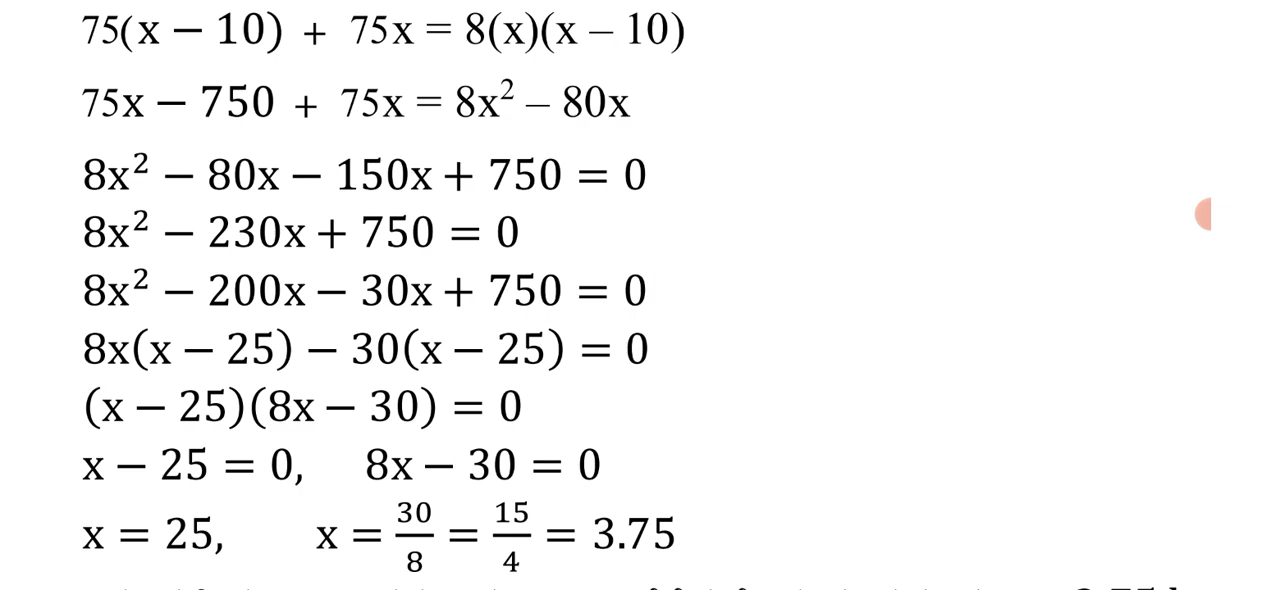 75(x − 10) + 75x = 8(x)(x – 10)
75x − 750 + 75x = 8x² – 80x
8x² − 80x − 150x + 750 = 0
8x² − 230x + 750 = 0
8x² − 200x − 30x + 750 = 0
8x(x − 25) − 30(x − 25) = 0
(x − 25)(8x − 30) = 0
x − 25 = 0, 8x − 30 = 0
x = 25, x = 30/8 = 15/4 = 3.75